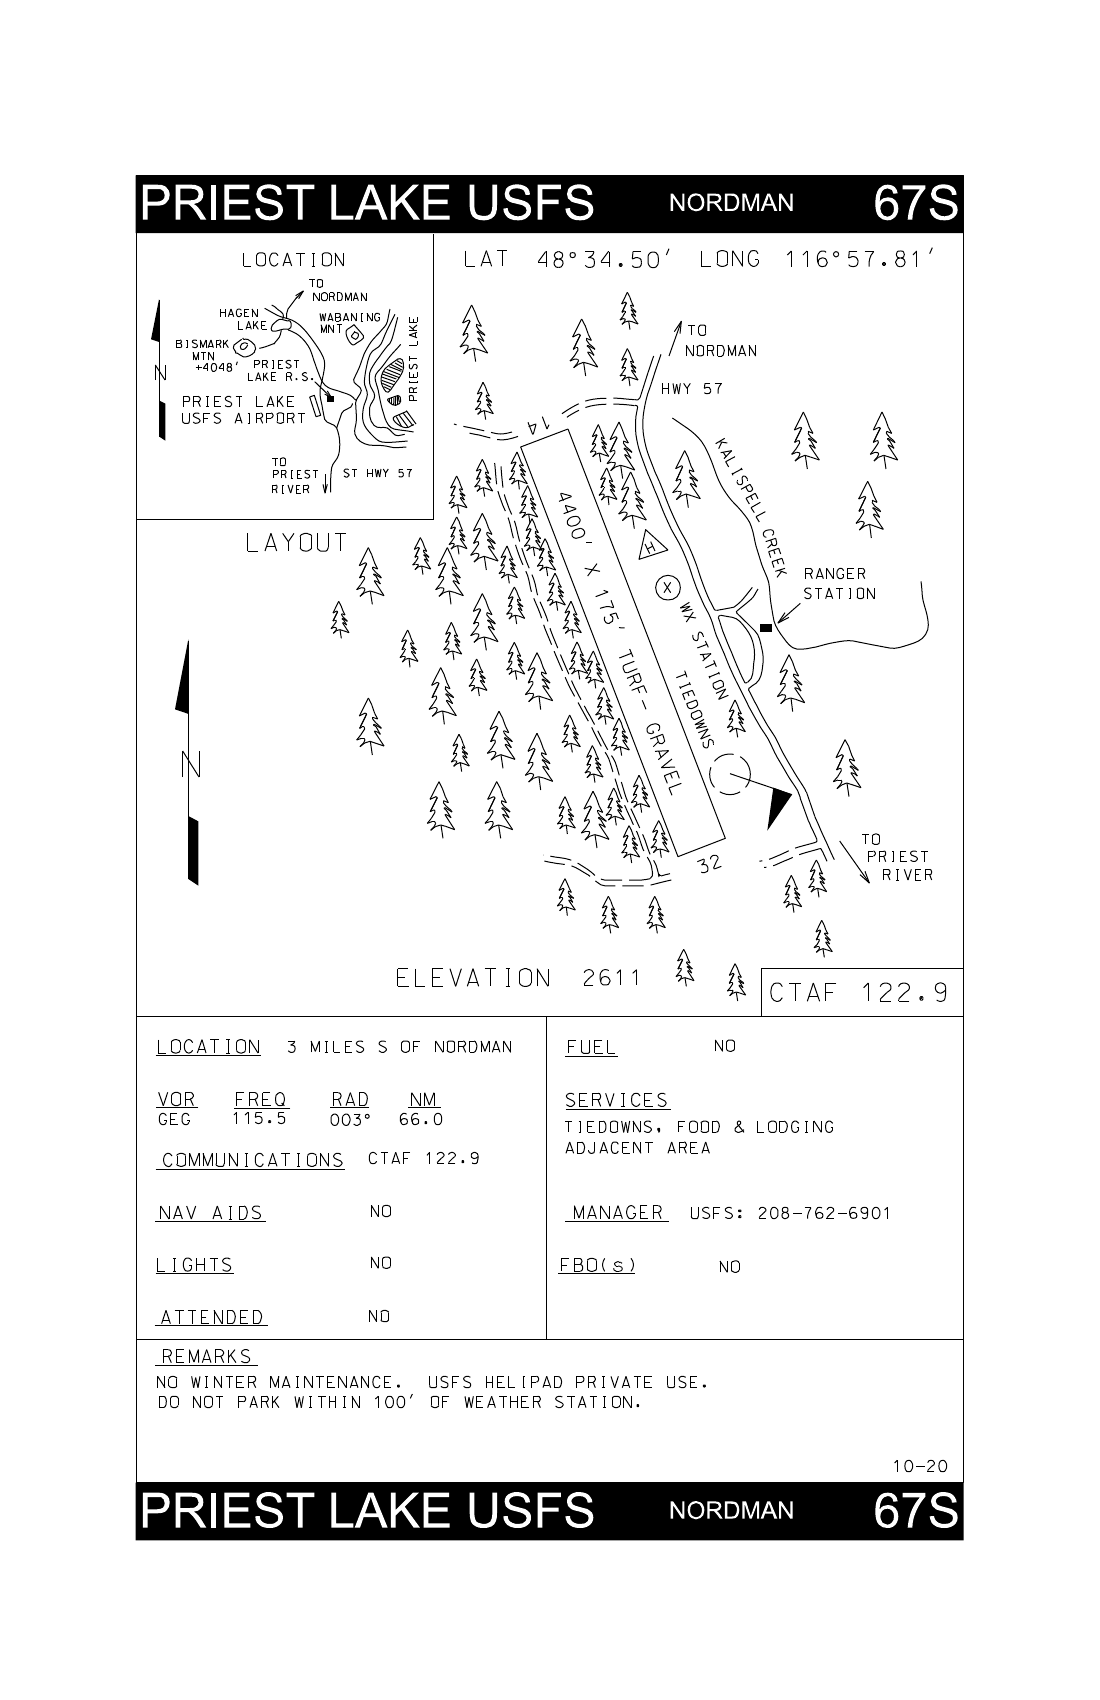 PRIEST LAKE USFS NORDMAN 67S
LOCATION
TO
NORDMAN
HAGEN
LAKE
WABANING
MNT
BISMARK
MTN
+4048'
PRIEST
LAKE R.S.
PRIEST LAKE
N
PRIEST LAKE
USFS AIRPORT
TO
PRIEST
RIVER
ST HWY 57
LAT 48°34.50' LONG 116°57.81'
TO
NORDMAN
HWY 57
14
KALISPELL CREEK
4400' X 175' TURF- GRAVEL
H
X
WX STATION
TIEDOWNS
RANGER
STATION
LAYOUT
N
32
TO
PRIEST
RIVER
ELEVATION 2611
CTAF 122.9
LOCATION 3 MILES S OF NORDMAN
VOR FREQ RAD NM
GEG 115.5 003° 66.0
COMMUNICATIONS CTAF 122.9
NAV AIDS NO
LIGHTS NO
ATTENDED NO
FUEL NO
SERVICES
TIEDOWNS, FOOD & LODGING
ADJACENT AREA
MANAGER USFS: 208-762-6901
FBO(s) NO
REMARKS
NO WINTER MAINTENANCE. USFS HELIPAD PRIVATE USE.
DO NOT PARK WITHIN 100' OF WEATHER STATION.
10-20
PRIEST LAKE USFS NORDMAN 67S